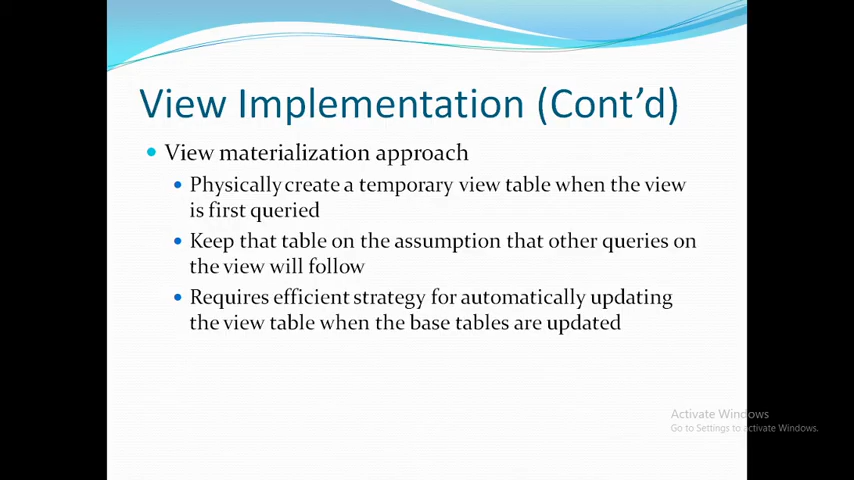 View Implementation (Cont'd)
View materialization approach
Physically create a temporary view table when the view
is first queried
Keep that table on the assumption that other queries on
the view will follow
Requires efficient strategy for automatically updating
the view table when the base tables are updated
Activate Windows
Go to Settings to activate Windows.